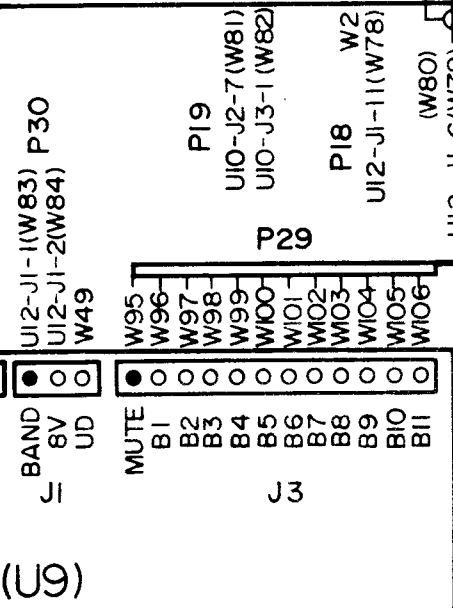 P30
U12-J1-1(W83)
U12-J1-2(W84)
W49
P19
U10-J2-7(W81)
U10-J3-1(W82)
P18
W2
U12-J1-11(W78)
(W80)
P29
W95
W96
W97
W98
W99
W100
W101
W102
W103
W104
W105
W106
BAND
8V
UD
J1
MUTE
B1
B2
B3
B4
B5
B6
B7
B8
B9
B10
B11
J3
(U9)